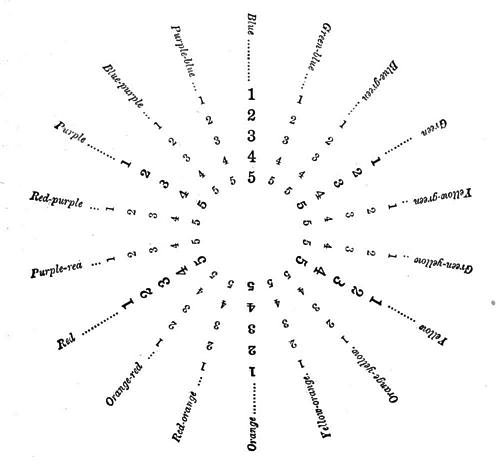 Blue .......... 1 2 3 4 5
Green-blue ...... 1 2 3 4 5
Blue-green .... 1 2 3 4 5
Green ........ 1 2 3 4 5
Yellow-green .. 1 2 3 4 5
Green-yellow .. 1 2 3 4 5
Yellow ........ 1 2 3 4 5
Orange-yellow. 1 2 3 4 5
Yellow-orange. 1 2 3 4 5
Orange ........ 1 2 3 4 5
Red-orange ... 1 2 3 4 5
Orange-red ... 1 2 3 4 5
Red .......... 1 2 3 4 5
Purple-red ... 1 2 3 4 5
Red-purple ... 1 2 3 4 5
Purple ........ 1 2 3 4 5
Blue-purple ... 1 2 3 4 5
Purple-blue .... 1 2 3 4 5